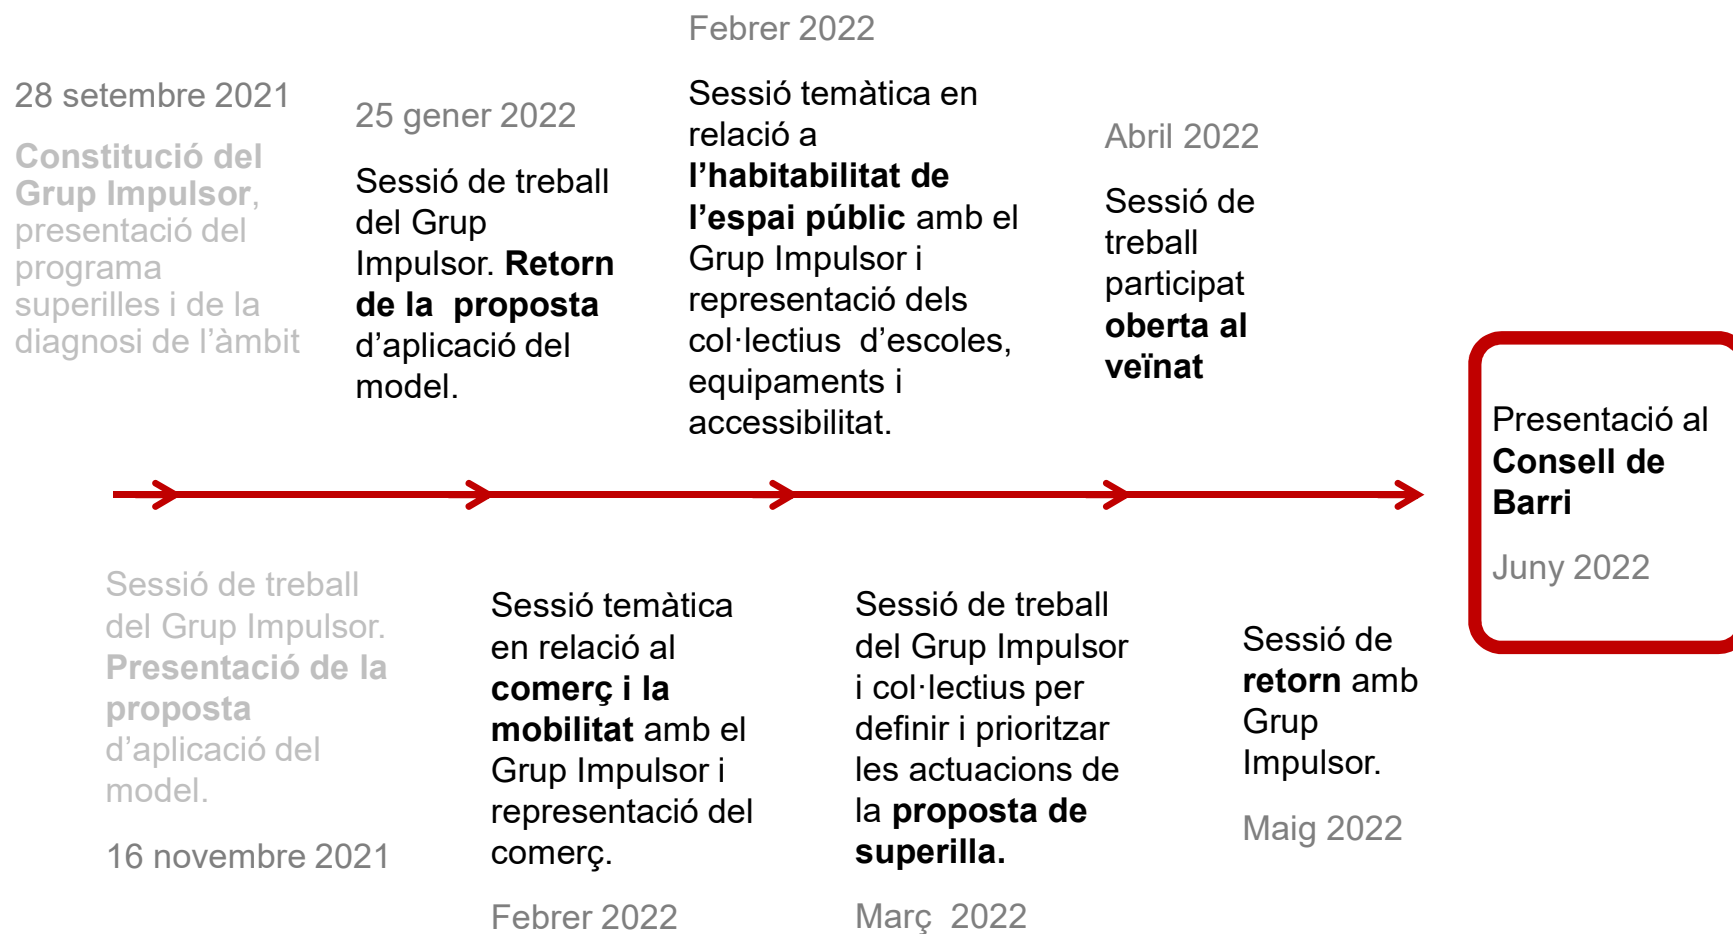 28 setembre 2021
Constitució del
Grup Impulsor,
presentació del
programa
superilles i de la
diagnosi de l’àmbit
25 gener 2022
Sessió de treball
del Grup
Impulsor. Retorn
de la proposta
d’aplicació del
model.
Febrer 2022
Sessió temàtica en
relació a
l’habitabilitat de
l’espai públic amb el
Grup Impulsor i
representació dels
col·lectius d’escoles,
equipaments i
accessibilitat.
Abril 2022
Sessió de
treball
participat
oberta al
veïnat
Presentació al
Consell de
Barri
Juny 2022
Sessió de treball
del Grup Impulsor.
Presentació de la
proposta
d’aplicació del
model.
16 novembre 2021
Sessió temàtica
en relació al
comerç i la
mobilitat amb el
Grup Impulsor i
representació del
comerç.
Febrer 2022
Sessió de treball
del Grup Impulsor
i col·lectius per
definir i prioritzar
les actuacions de
la proposta de
superilla.
Març 2022
Sessió de
retorn amb
Grup
Impulsor.
Maig 2022